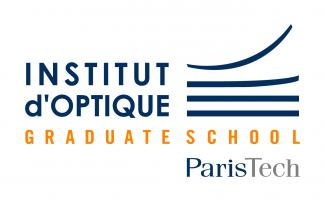 INSTITUT
d'OPTIQUE
GRADUATE SCHOOL
ParisTech